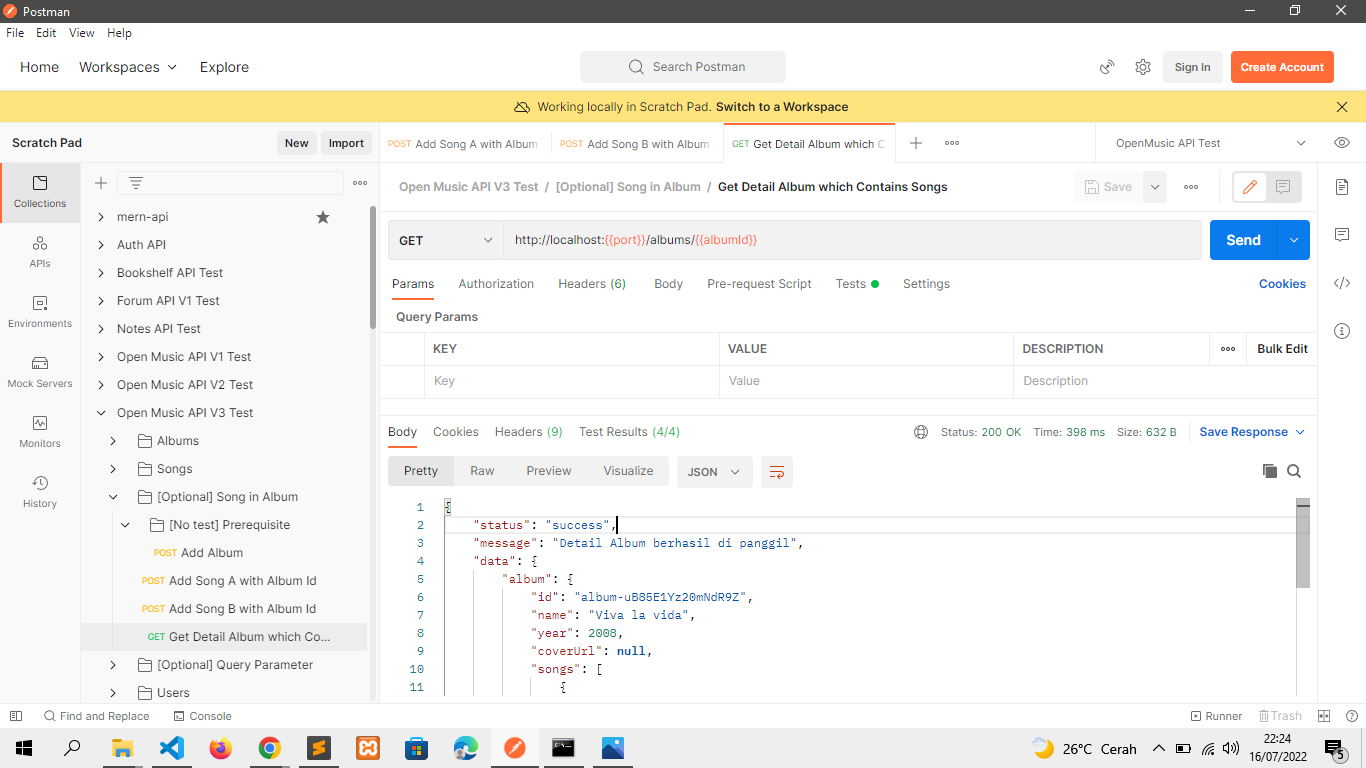 Postman
File Edit View Help
Home Workspaces Explore
Search Postman
Sign In
Create Account
Working locally in Scratch Pad. Switch to a Workspace
Scratch Pad
New
Import
POST Add Song A with Album
POST Add Song B with Album
GET Get Detail Album which C
OpenMusic API Test
Collections
APIs
Environments
Mock Servers
Monitors
History
mern-api
Auth API
Bookshelf API Test
Forum API V1 Test
Notes API Test
Open Music API V1 Test
Open Music API V2 Test
Open Music API V3 Test
Albums
Songs
[Optional] Song in Album
[No test] Prerequisite
POST Add Album
POST Add Song A with Album Id
POST Add Song B with Album Id
GET Get Detail Album which Co...
[Optional] Query Parameter
Users
Open Music API V3 Test / [Optional] Song in Album / Get Detail Album which Contains Songs
Save
GET
http://localhost:{{port}}/albums/{{albumId}}
Send
Params Authorization Headers (6) Body Pre-request Script Tests Settings
Cookies
Query Params
KEY VALUE DESCRIPTION
Bulk Edit
Key Value Description
Body Cookies Headers (9) Test Results (4/4)
Status: 200 OK Time: 398 ms Size: 632 B
Save Response
Pretty Raw Preview Visualize
JSON
1 {
2 "status": "success",
3 "message": "Detail Album berhasil di panggil",
4 "data": {
5 "album": {
6 "id": "album-uB85E1Yz20mNdR9Z",
7 "name": "Viva la vida",
8 "year": 2008,
9 "coverUrl": null,
10 "songs": [
11 {
Find and Replace
Console
Runner
Trash
26°C Cerah
22:24
16/07/2022
5